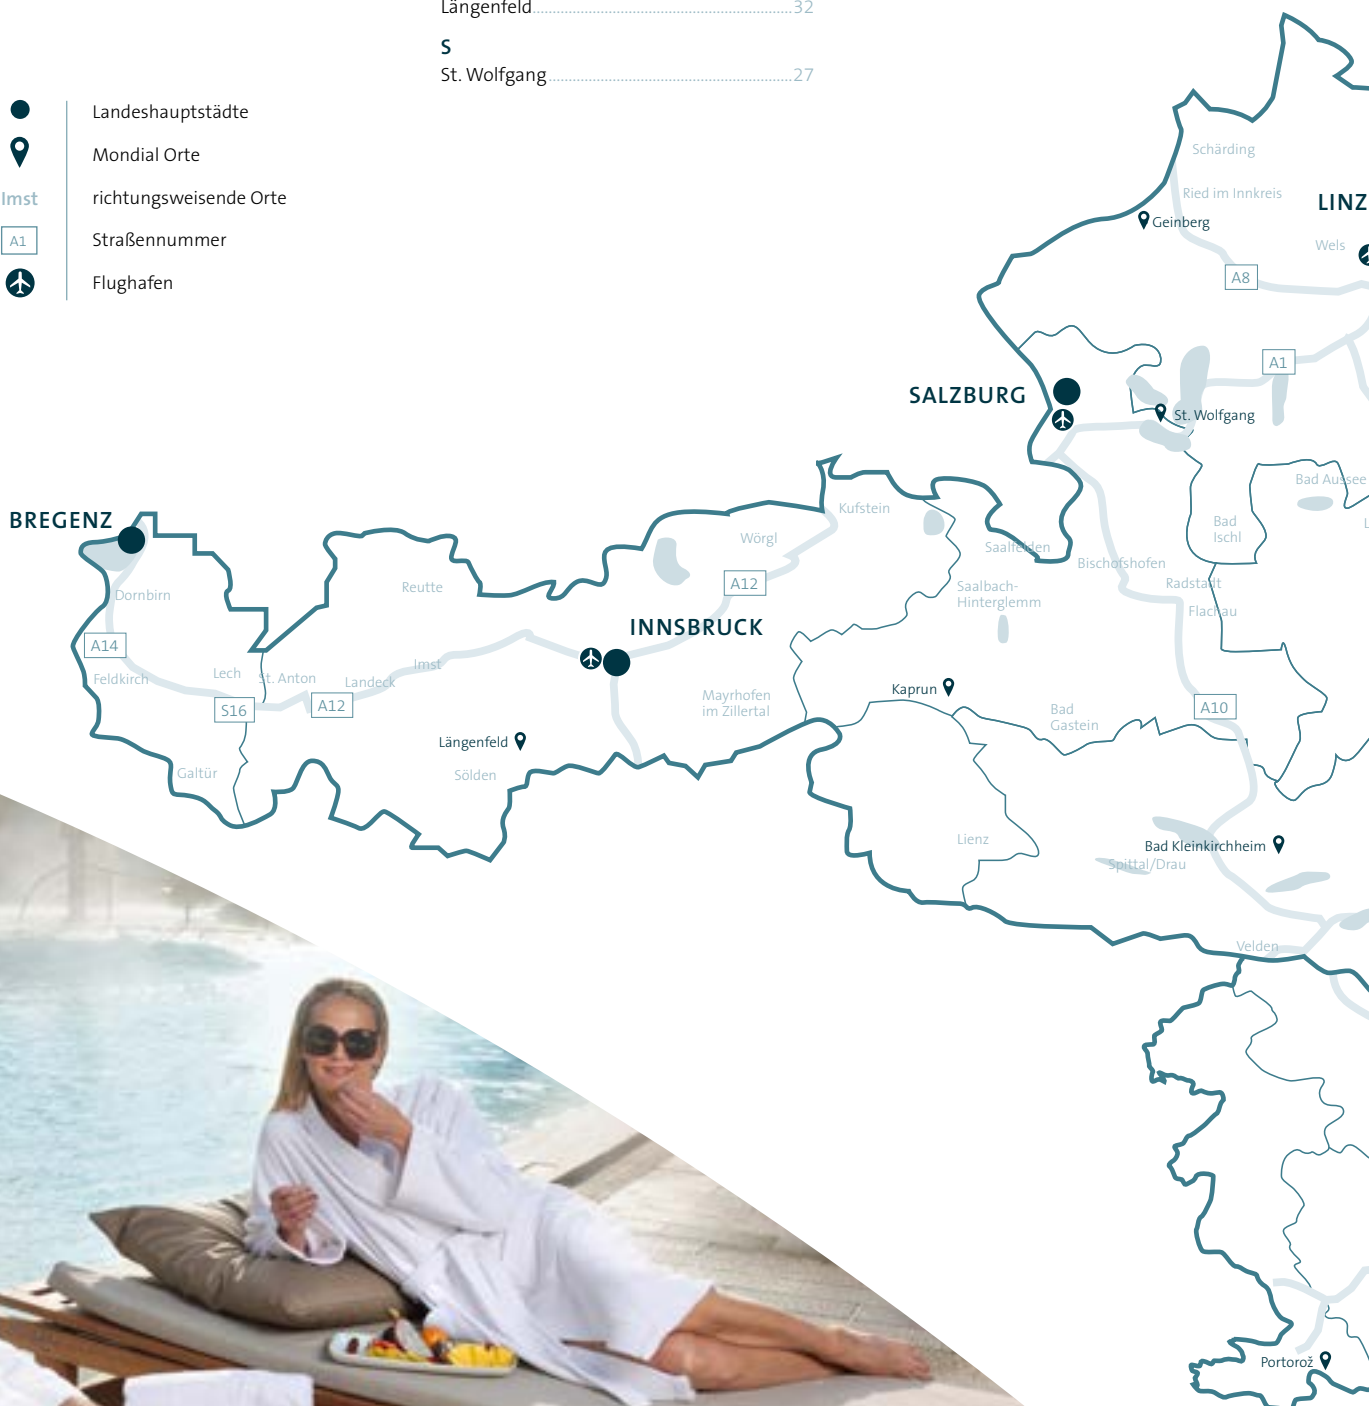 Längenfeld 32
S
St. Wolfgang 27
Landeshauptstädte
Mondial Orte
Imst richtungsweisende Orte
A1 Straßennummer
Flughafen
Schärding
Ried im Innkreis
LINZ
Geinberg
Wels
A8
A1
SALZBURG
St. Wolfgang
Bad Aussee
Kufstein
BREGENZ
Wörgl
Bad
Ischl
Saalfelden
Bischofshofen
Reutte
A12
Radstadt
Saalbach-
Hinterglemm
Dornbirn
Flachau
INNSBRUCK
A14
Imst
Lech
St. Anton
Feldkirch
Landeck
Kaprun
Mayrhofen
im Zillertal
S16
A12
A10
Bad
Gastein
Längenfeld
Galtür
Sölden
Lienz
Bad Kleinkirchheim
Spittal/Drau
Velden
Portorož